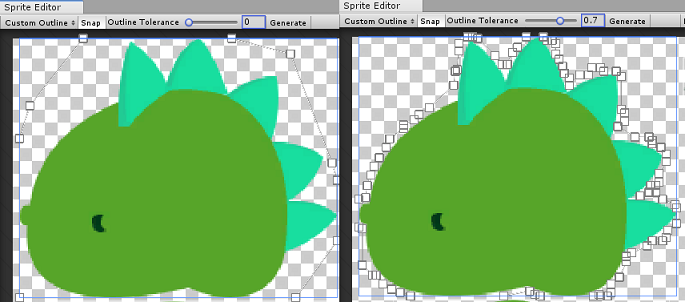 Sprite Editor
Custom Outline Snap Outline Tolerance 0 Generate
Sprite Editor
Custom Outline Snap Outline Tolerance 0.7 Generate